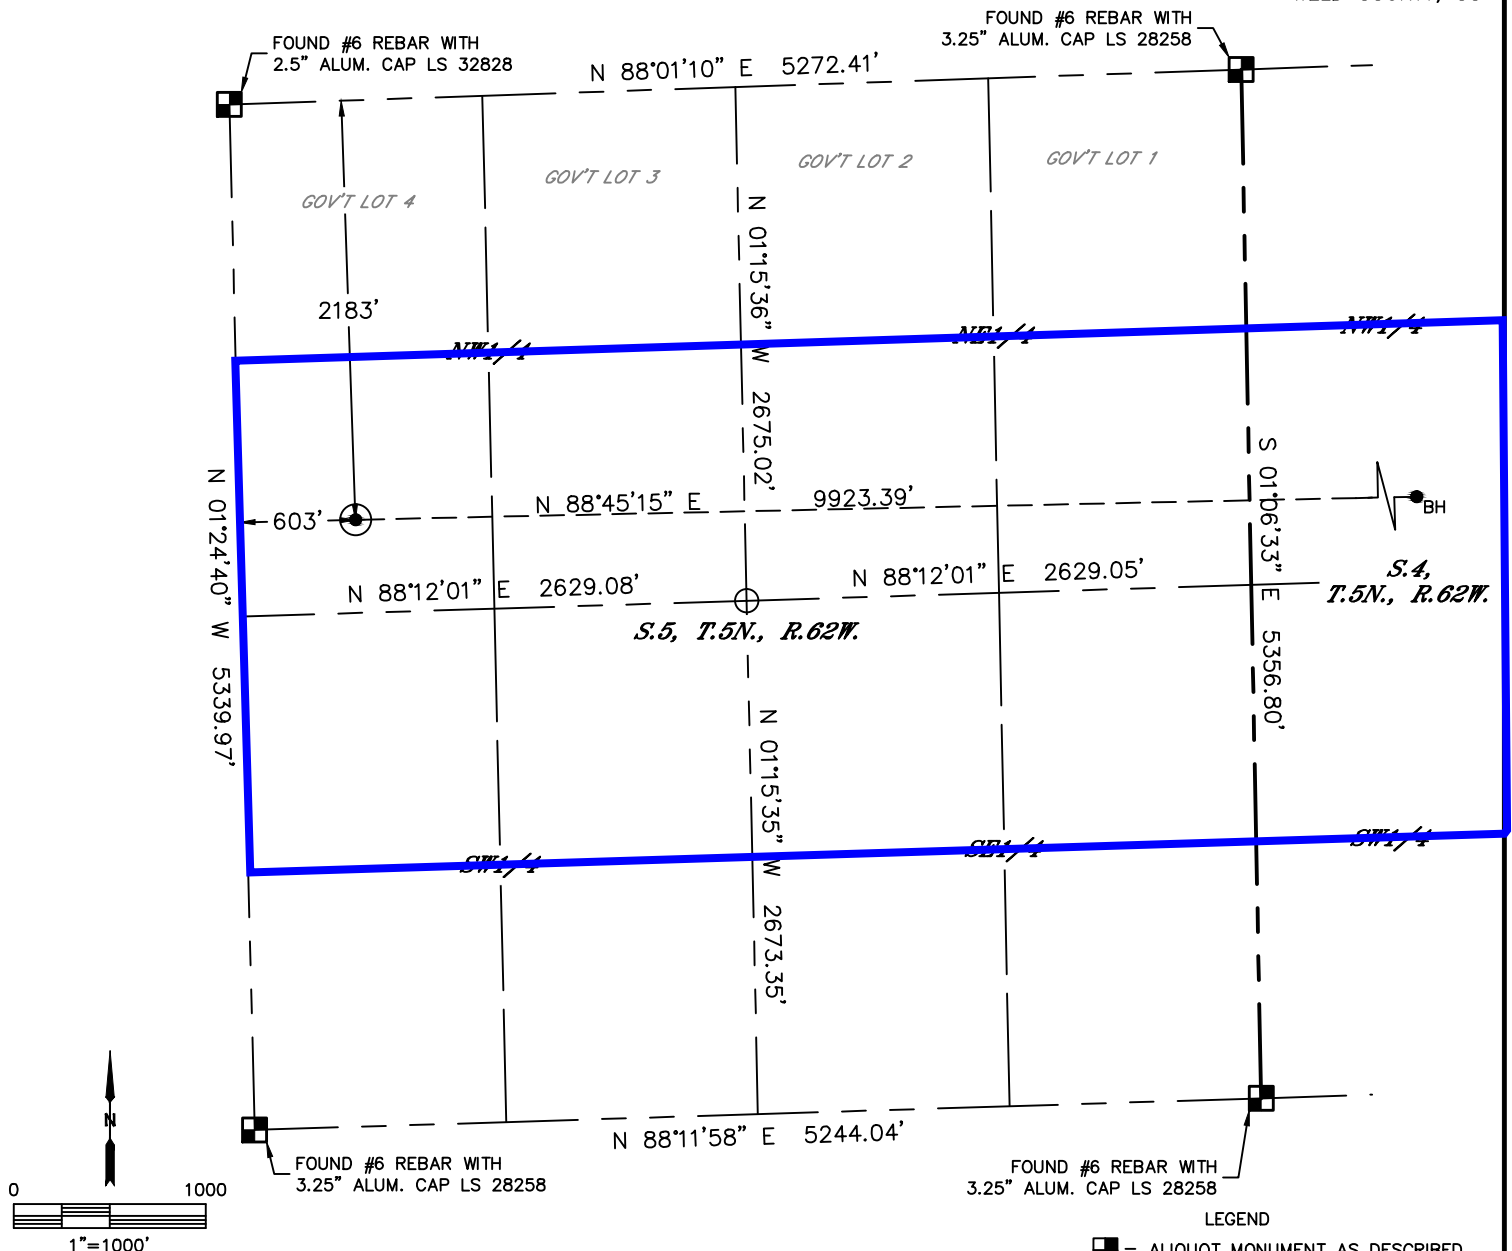 FOUND #6 REBAR WITH
3.25” ALUM. CAP LS 28258
FOUND #6 REBAR WITH
2.5” ALUM. CAP LS 32828
N 88°01'10” E 5272.41'
GOV'T LOT 4
GOV'T LOT 3
GOV'T LOT 2
GOV'T LOT 1
N 01°15'36” W 2675.02'
2183'
NW1/4
NE1/4
NW1/4
N 01°24'40” W 5339.97'
S 01°06'33” E 5356.80'
603'
N 88°45'15” E 9923.39'
BH
N 88°12'01” E 2629.08'
N 88°12'01” E 2629.05'
S.4,
T.5N., R.62W.
S.5, T.5N., R.62W.
N 01°15'35” W 2673.35'
SW1/4
SE1/4
SW1/4
N
N 88°11'58” E 5244.04'
FOUND #6 REBAR WITH
3.25” ALUM. CAP LS 28258
FOUND #6 REBAR WITH
3.25” ALUM. CAP LS 28258
0 1000
1”=1000'
LEGEND
= ALIQUOT MONUMENT AS DESCRIBED